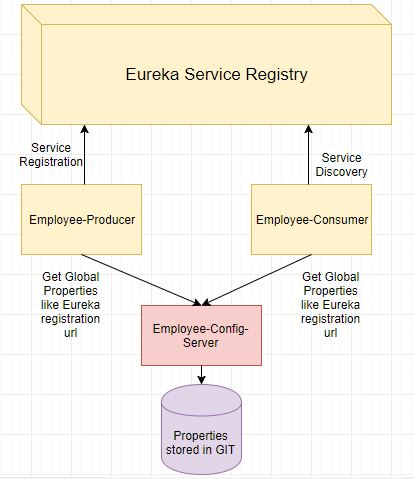 Eureka Service Registry
Service
Registration
Service
Discovery
Employee-Producer
Employee-Consumer
Get Global
Properties
like Eureka
registration
url
Get Global
Properties
like Eureka
registration
url
Employee-Config-
Server
Properties
stored in GIT